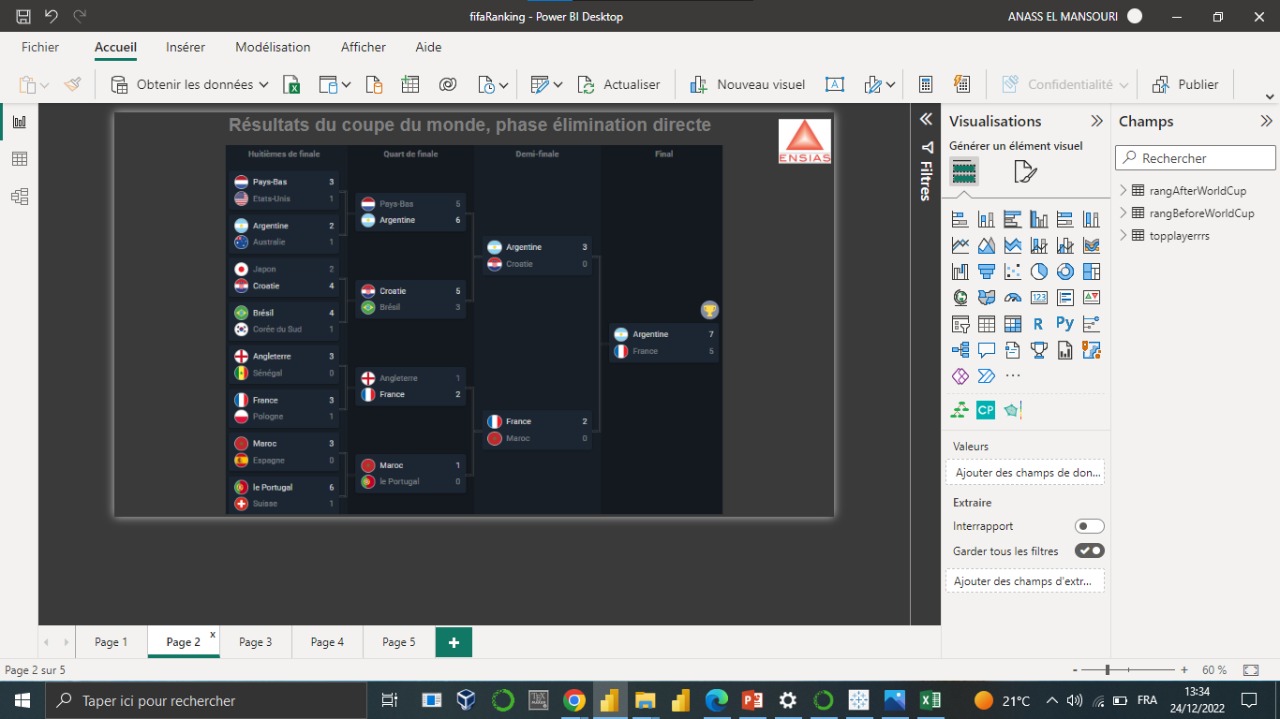 fifaRanking - Power BI Desktop
ANASS EL MANSOURI
Fichier
Accueil
Insérer
Modélisation
Afficher
Aide
Obtenir les données
Actualiser
Nouveau visuel
Confidentialité
Publier
Résultats du coupe du monde, phase élimination directe
ENSIAS
Huitièmes de finale
Quart de finale
Demi-finale
Final
Pays-Bas 3
Etats-Unis 1
Argentine 2
Australie 1
Japon 2
Croatie 4
Brésil 4
Corée du Sud 1
Angleterre 3
Sénégal 0
France 3
Pologne 1
Maroc 3
Espagne 0
le Portugal 6
Suisse 1
Pays-Bas 5
Argentine 6
Croatie 5
Brésil 3
Angleterre 1
France 2
Maroc 1
le Portugal 0
Argentine 3
Croatie 0
France 2
Maroc 0
Argentine 7
France 5
Filtres
Visualisations
Générer un élément visuel
123
R
Py
CP
Valeurs
Ajouter des champs de don...
Extraire
Interrapport
Garder tous les filtres
Ajouter des champs d'extr...
Champs
Rechercher
rangAfterWorldCup
rangBeforeWorldCup
topplayerrrs
Page 1
Page 2
x
Page 3
Page 4
Page 5
+
Page 2 sur 5
- + 60 %
Taper ici pour rechercher
21°C
FRA
13:34
24/12/2022